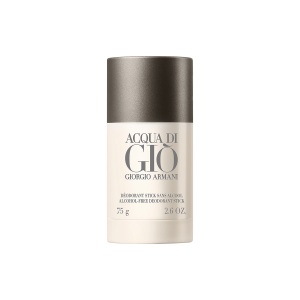 ACQUA DI
GIÒ
GIORGIO ARMANI
DÉODORANT STICK SANS ALCOOL
ALCOHOL-FREE DEODORANT STICK
75 g 2.6 OZ.